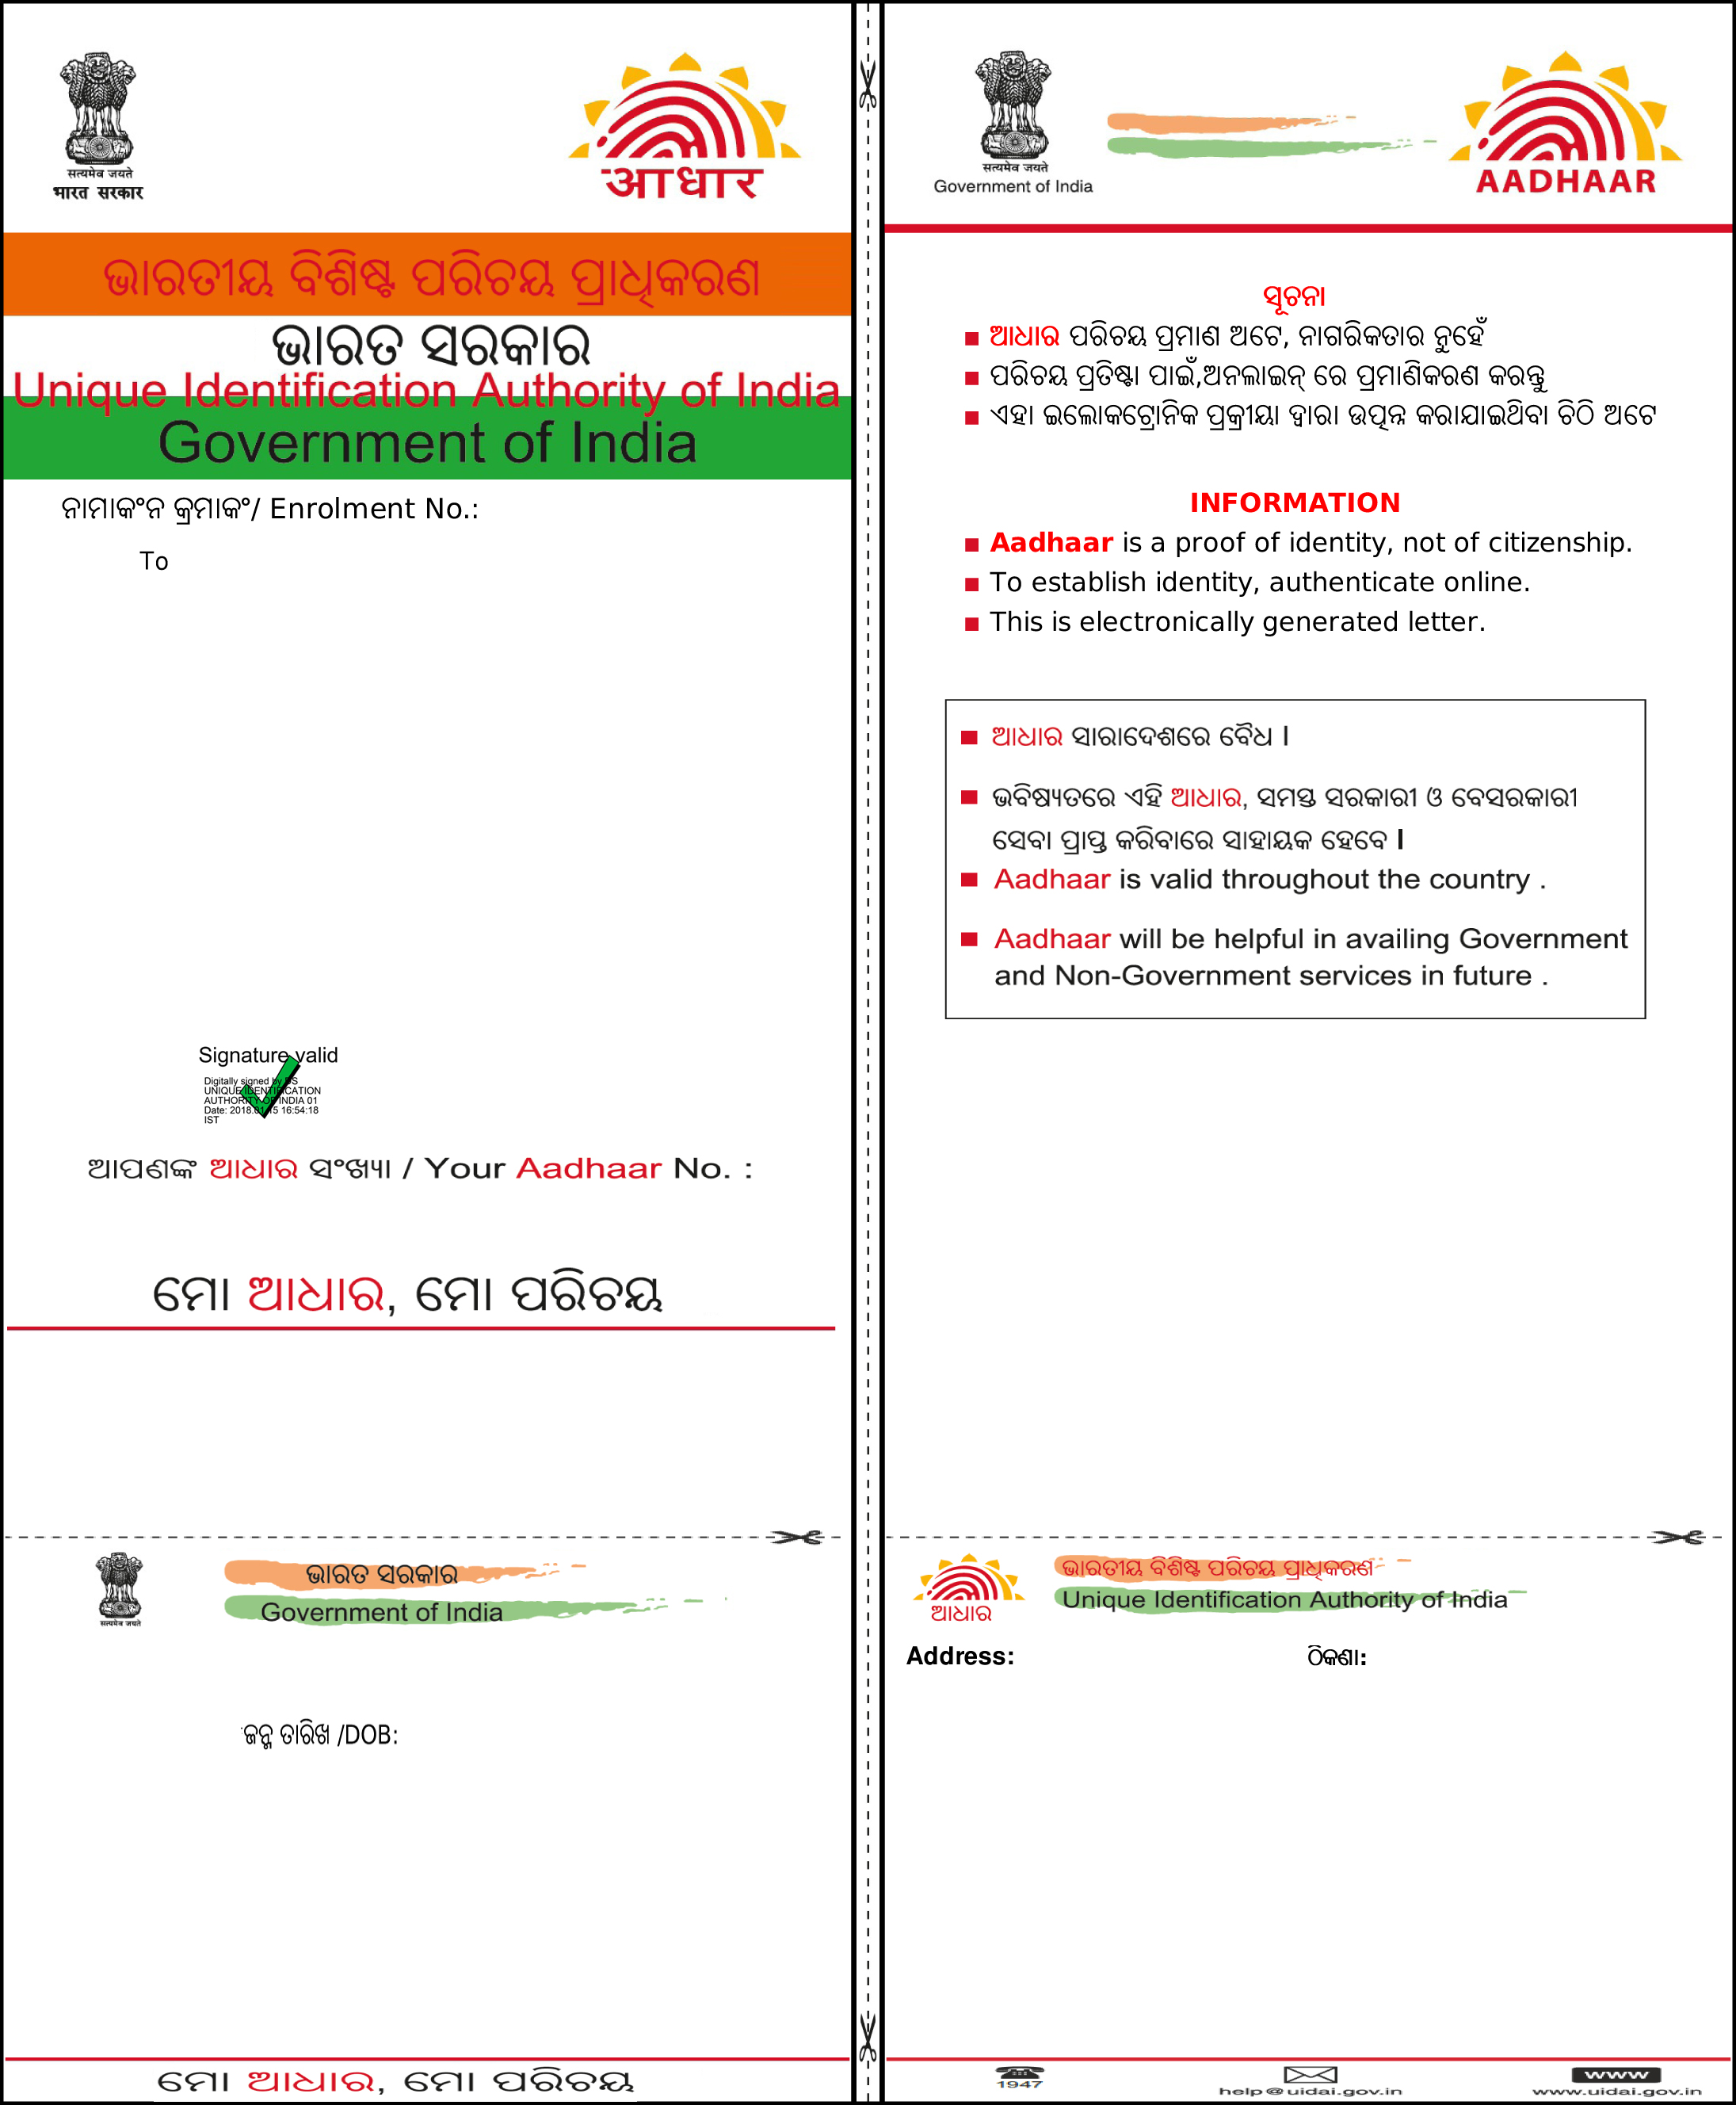 सत्यमेव जयते
भारत सरकार
आधार
ଭାରତୀୟ ବିଶିଷ୍ଟ ପରିଚୟ ପ୍ରାଧିକରଣ
ଭାରତ ସରକାର
Unique Identification Authority of India
Government of India
ନାମାକଂନ କ୍ରମାକଂ/ Enrolment No.:
To
Signature valid
Digitally signed by DS
UNIQUE IDENTIFICATION
AUTHORITY OF INDIA 01
Date: 2018.01.15 16:54:18
IST
ଆପଣଙ୍କ ଆଧାର ସଂଖ୍ୟା / Your Aadhaar No. :
ମୋ ଆଧାର, ମୋ ପରିଚୟ
सत्यमेव जयते
ଭାରତ ସରକାର
Government of India
ଜନ୍ମ ତାରିଖ /DOB:
ମୋ ଆଧାର, ମୋ ପରିଚୟ
सत्यमेव जयते
Government of India
AADHAAR
ସୂଚନା
ଆଧାର ପରିଚୟ ପ୍ରମାଣ ଅଟେ, ନାଗରିକତାର ନୁହେଁ
ପରିଚୟ ପ୍ରତିଷ୍ଟା ପାଇଁ,ଅନଲାଇନ୍ ରେ ପ୍ରମାଣିକରଣ କରନ୍ତୁ
ଏହା ଇଲୋକଟ୍ରୋନିକ ପ୍ରକ୍ରୀୟା ଦ୍ୱାରା ଉତ୍ପନ୍ନ କରାଯାଇଥିବା ଚିଠି ଅଟେ
INFORMATION
Aadhaar is a proof of identity, not of citizenship.
To establish identity, authenticate online.
This is electronically generated letter.
ଆଧାର ସାରାଦେଶରେ ବୈଧ ।
ଭବିଷ୍ୟତରେ ଏହି ଆଧାର, ସମସ୍ତ ସରକାରୀ ଓ ବେସରକାରୀ
ସେବା ପ୍ରାପ୍ତ କରିବାରେ ସାହାୟକ ହେବେ ।
Aadhaar is valid throughout the country .
Aadhaar will be helpful in availing Government
and Non-Government services in future .
ଆଧାର
ଭାରତୀୟ ବିଶିଷ୍ଟ ପରିଚୟ ପ୍ରାଧିକରଣ
Unique Identification Authority of India
Address: ଠିକଣା:
1947
help@uidai.gov.in
www
www.uidai.gov.in